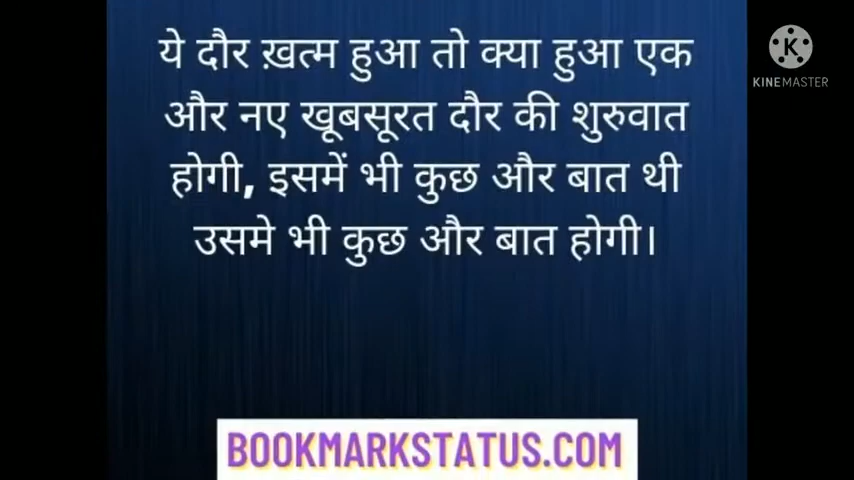 ये दौर ख़त्म हुआ तो क्या हुआ एक
और नए खूबसूरत दौर की शुरुवात
होगी, इसमें भी कुछ और बात थी
उसमे भी कुछ और बात होगी।
K
KINEMASTER
BOOKMARKSTATUS.COM